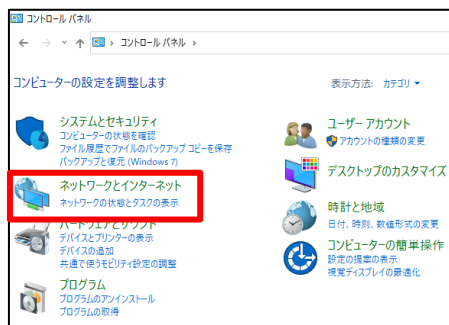 コントロール パネル
コントロール パネル
コンピューターの設定を調整します
表示方法: カテゴリ
システムとセキュリティ
コンピューターの状態を確認
ファイル履歴でファイルのバックアップ コピーを保存
バックアップと復元 (Windows 7)
ネットワークとインターネット
ネットワークの状態とタスクの表示
ハードウェアとサウンド
デバイスとプリンターの表示
デバイスの追加
共通で使うモビリティ設定の調整
プログラム
プログラムのアンインストール
プログラムの取得
ユーザー アカウント
アカウントの種類の変更
デスクトップのカスタマイズ
時計と地域
日付、時刻、数値形式の変更
コンピューターの簡単操作
設定の提案の表示
視覚ディスプレイの最適化